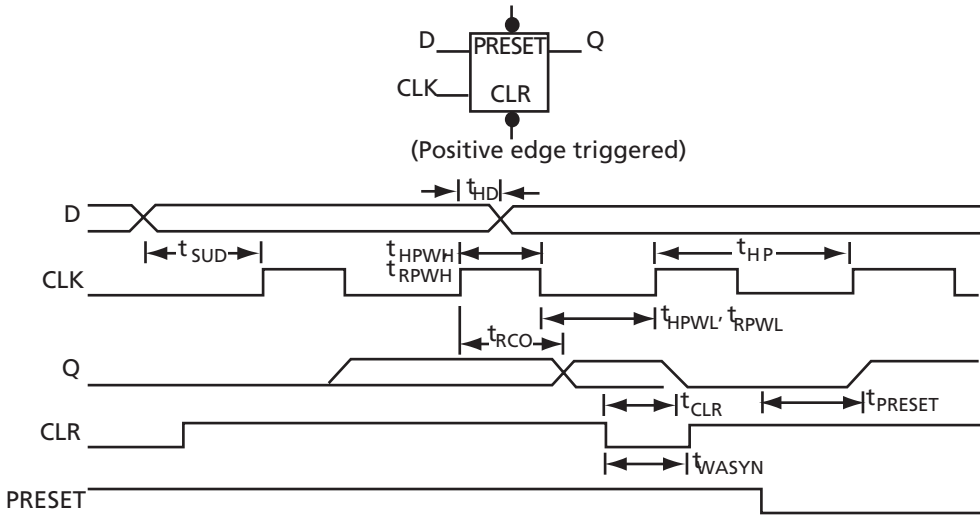 D PRESET Q
CLK CLR
(Positive edge triggered)
tHD
D
tSUD tHPWH, tHP
CLK tRPWH
tHPWL, tRPWL
tRCO
Q
tCLR tPRESET
CLR
tWASYN
PRESET